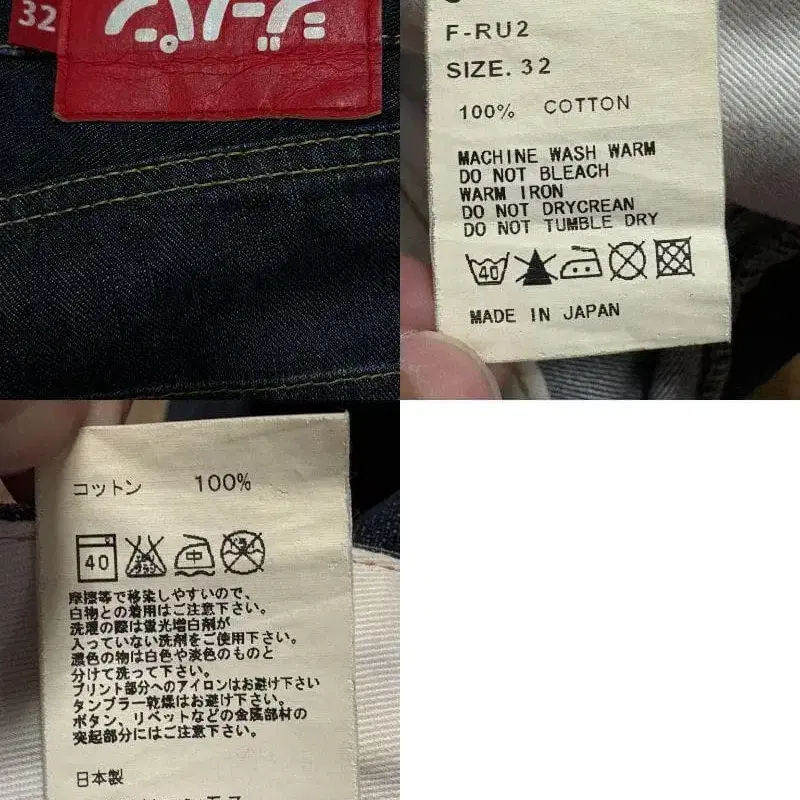 32
F-RU2
SIZE. 32
100% COTTON
MACHINE WASH WARM
DO NOT BLEACH
WARM IRON
DO NOT DRYCREAN
DO NOT TUMBLE DRY
40
MADE IN JAPAN
コットン 100%
40 中
摩擦等で移染しやすいので、
白物との着用はご注意下さい。
洗濯の際は蛍光増白剤が
入っていない洗剤をご使用下さい。
濃色の物は白色や淡色のものと
分けて洗って下さい。
プリント部分へのアイロンはお避け下さい
タンブラー乾燥はお避け下さい。
ボタン、リベットなどの金属部材の
突起部分にはご注意下さい。
日本製